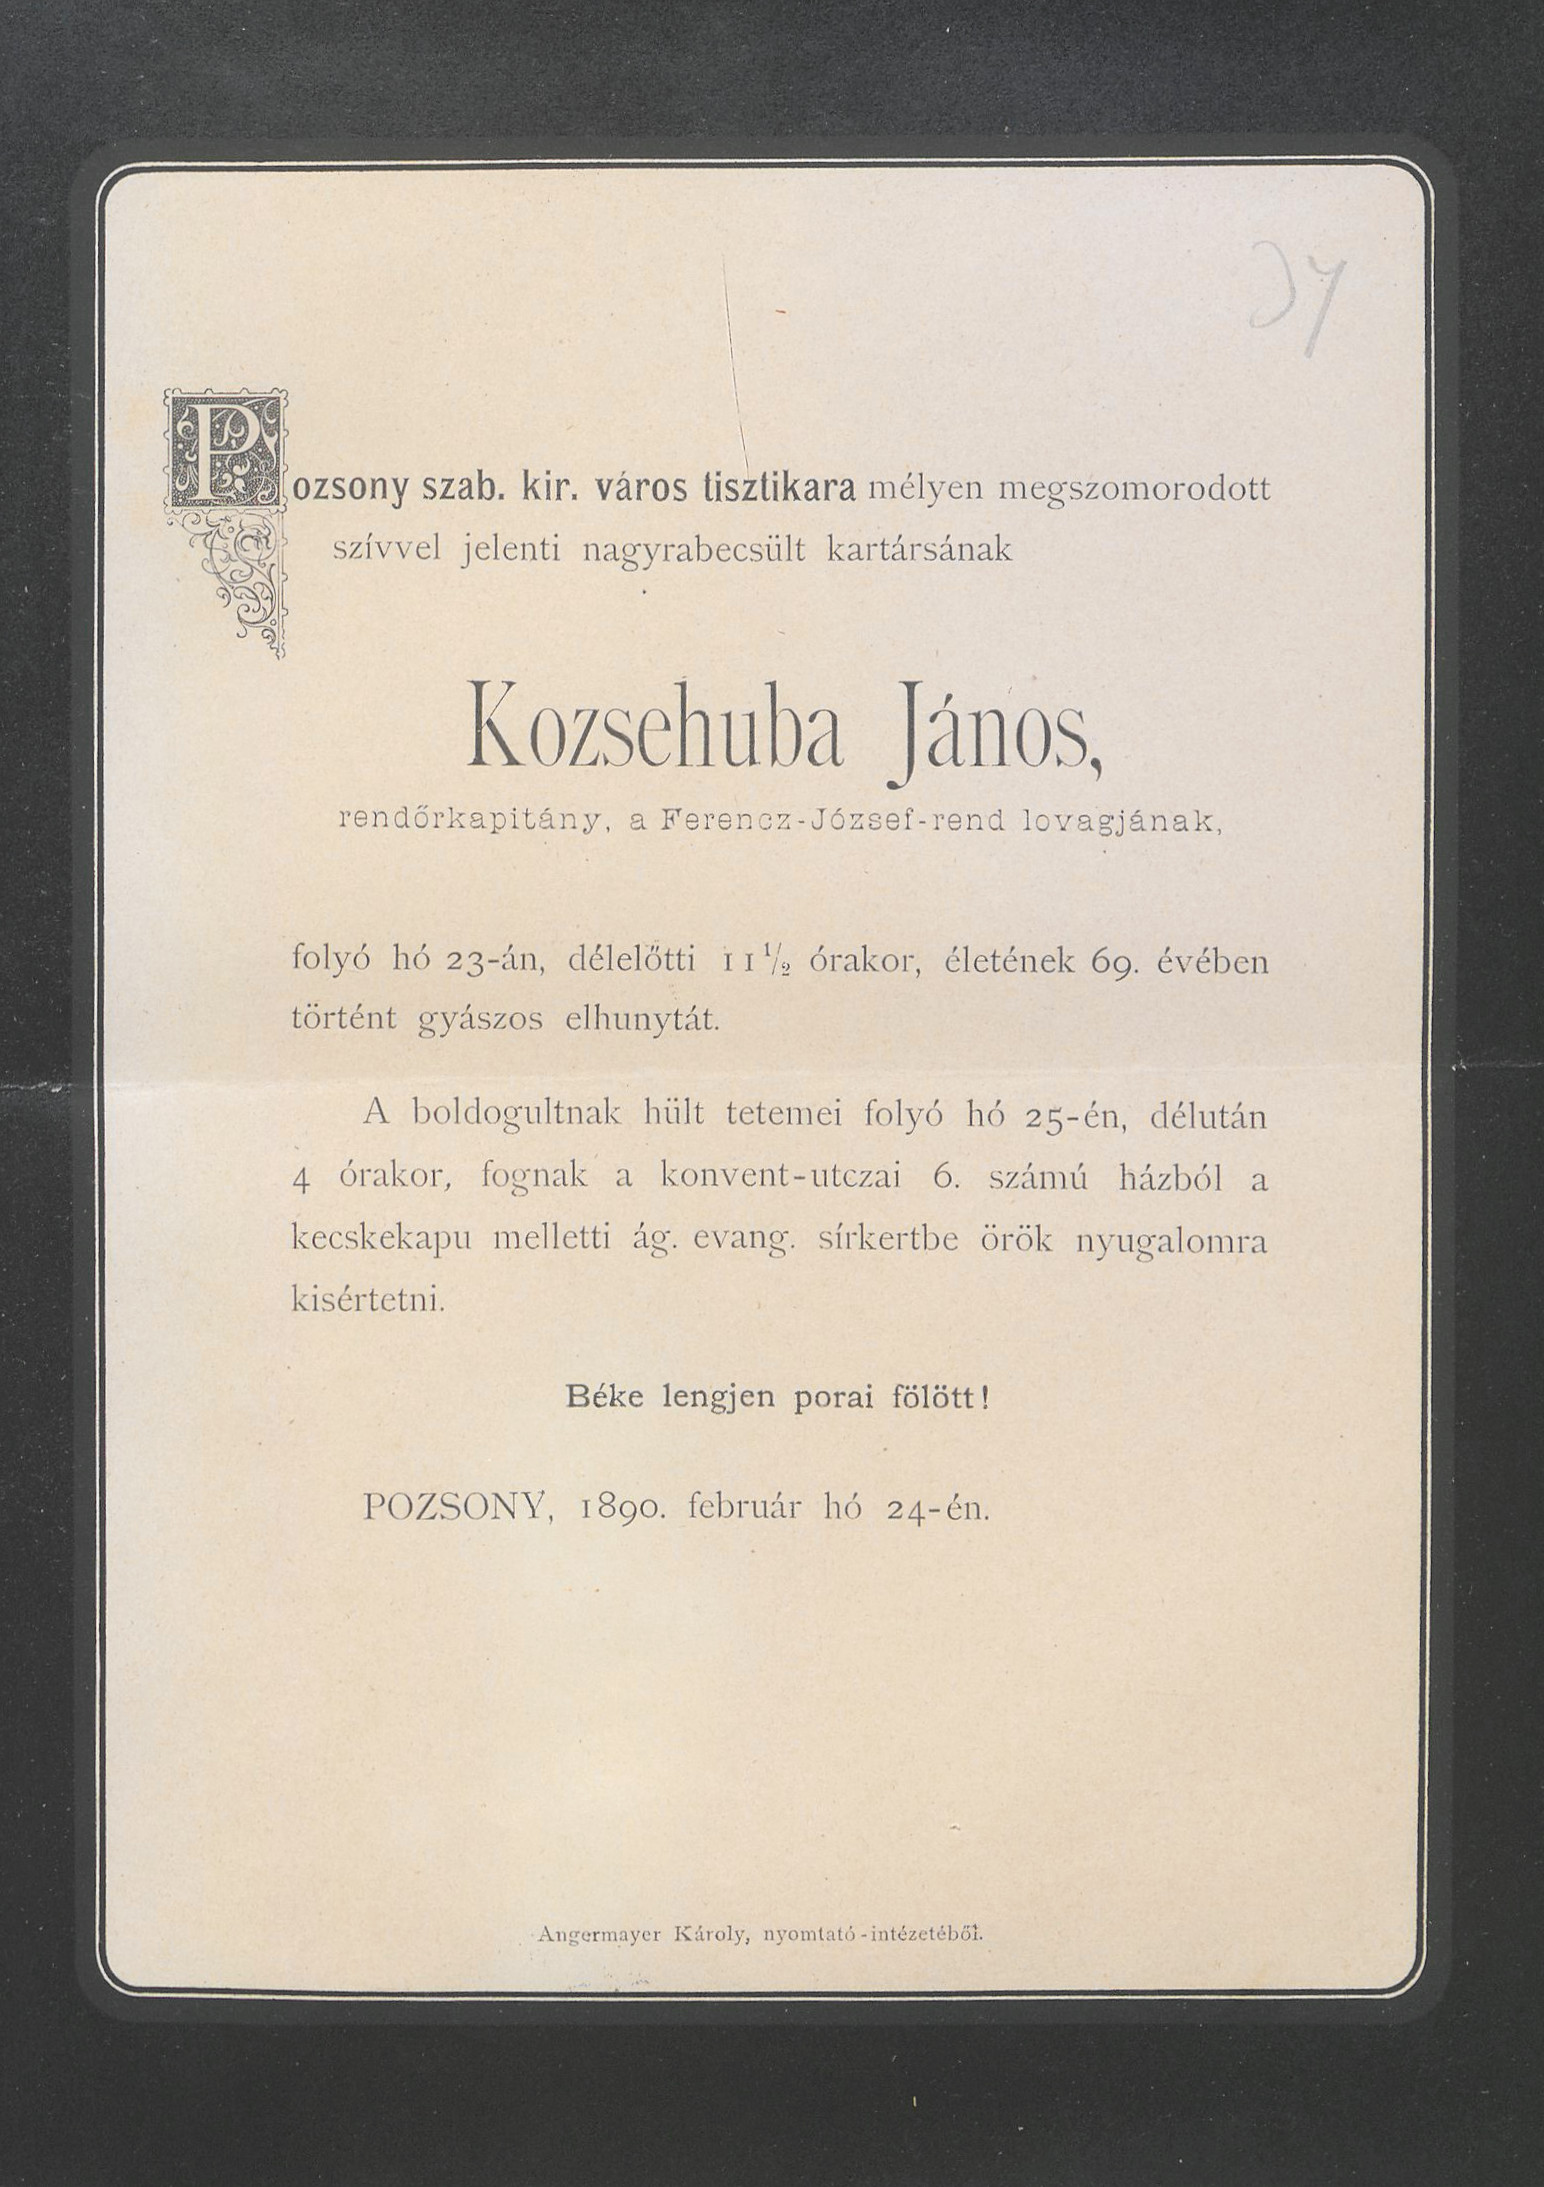 Pozsony szab. kir. város tisztikara mélyen megszomorodott
szívvel jelenti nagyrabecsült kartársának
Kozsehuba János,
rendőrkapitány, a Ferencz-József-rend lovagjának,
folyó hó 23-án, délelőtti 11 1/2 órakor, életének 69. évében
történt gyászos elhunytát.
A boldogultnak hült tetemei folyó hó 25-én, délután
4 órakor, fognak a konvent-utczai 6. számú házból a
kecskekapu melletti ág. evang. sírkertbe örök nyugalomra
kisértetni.
Béke lengjen porai fölött!
POZSONY, 1890. február hó 24-én.
Angermayer Károly, nyomtató-intézetéből.